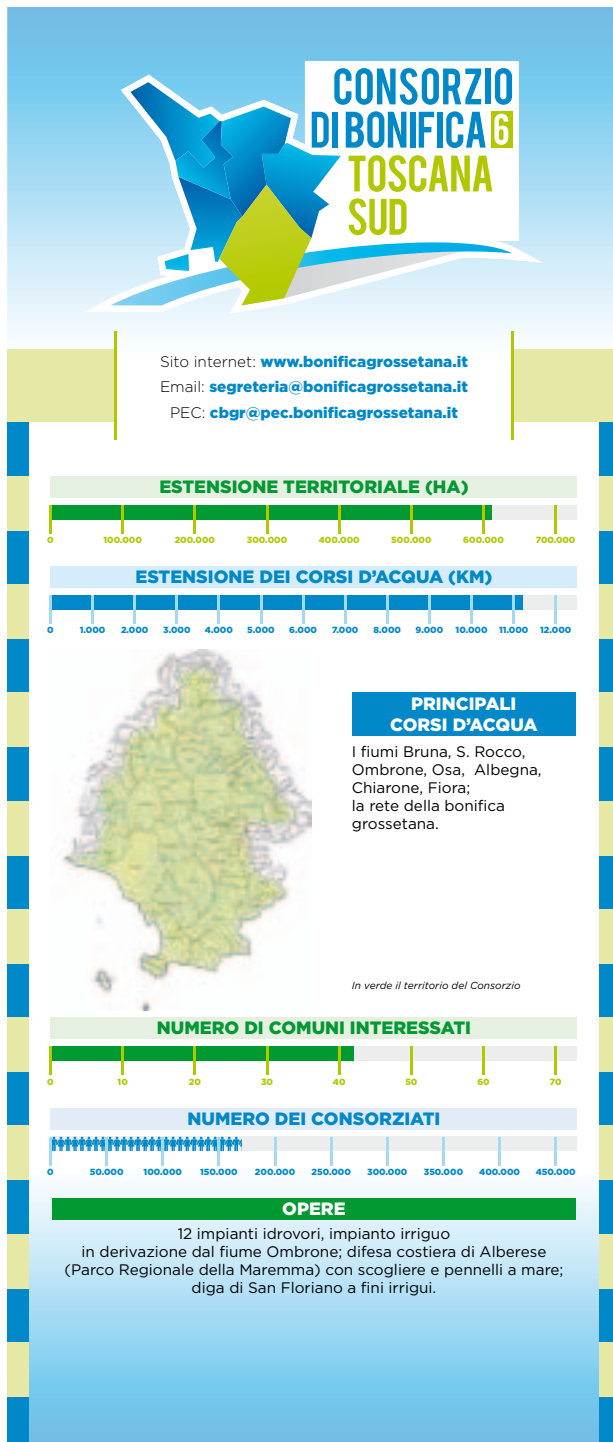 CONSORZIO
DI BONIFICA 6
TOSCANA
SUD
Sito internet: www.bonificagrossetana.it
Email: segreteria@bonificagrossetana.it
PEC: cbgr@pec.bonificagrossetana.it
ESTENSIONE TERRITORIALE (HA)
0 100.000 200.000 300.000 400.000 500.000 600.000 700.000
ESTENSIONE DEI CORSI D'ACQUA (KM)
0 1.000 2.000 3.000 4.000 5.000 6.000 7.000 8.000 9.000 10.000 11.000 12.000
PRINCIPALI
CORSI D'ACQUA
I fiumi Bruna, S. Rocco,
Ombrone, Osa, Albegna,
Chiarone, Fiora;
la rete della bonifica
grossetana.
In verde il territorio del Consorzio
NUMERO DI COMUNI INTERESSATI
0 10 20 30 40 50 60 70
NUMERO DEI CONSORZIATI
0 50.000 100.000 150.000 200.000 250.000 300.000 350.000 400.000 450.000
OPERE
12 impianti idrovori, impianto irriguo
in derivazione dal fiume Ombrone; difesa costiera di Alberese
(Parco Regionale della Maremma) con scogliere e pennelli a mare;
diga di San Floriano a fini irrigui.